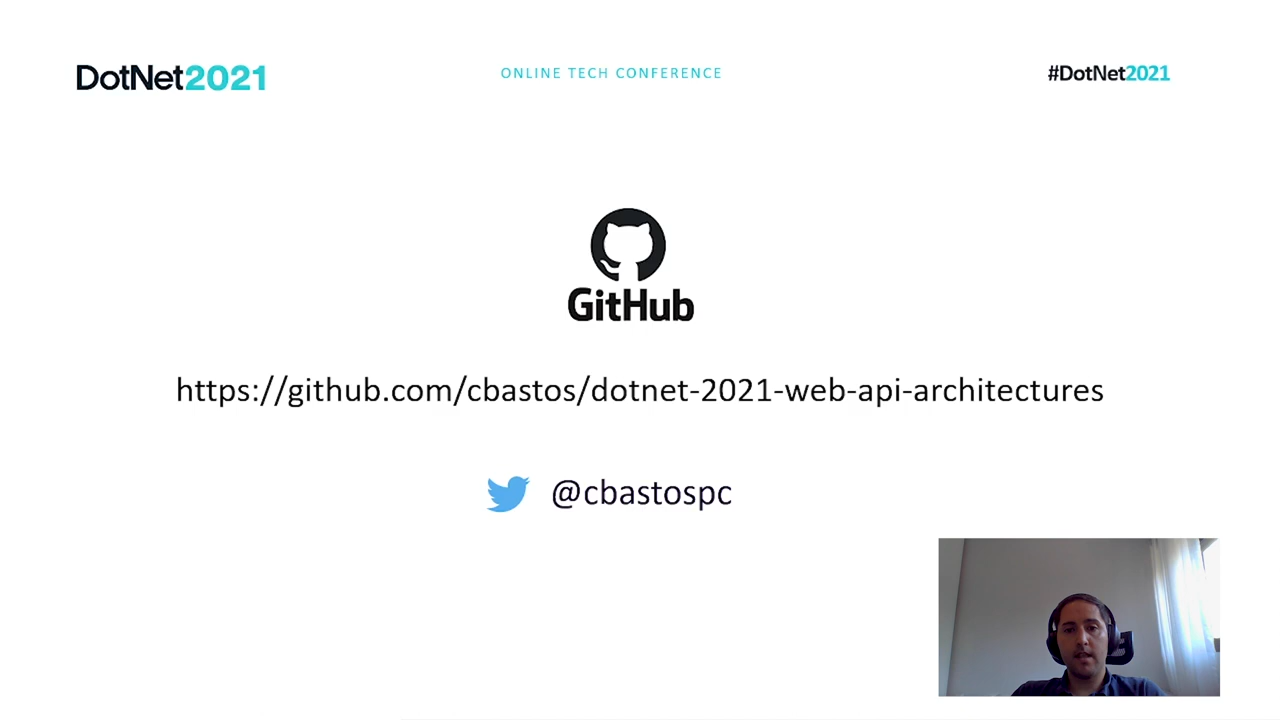 DotNet2021
ONLINE TECH CONFERENCE
#DotNet2021
GitHub
https://github.com/cbastos/dotnet-2021-web-api-architectures
@cbastospc